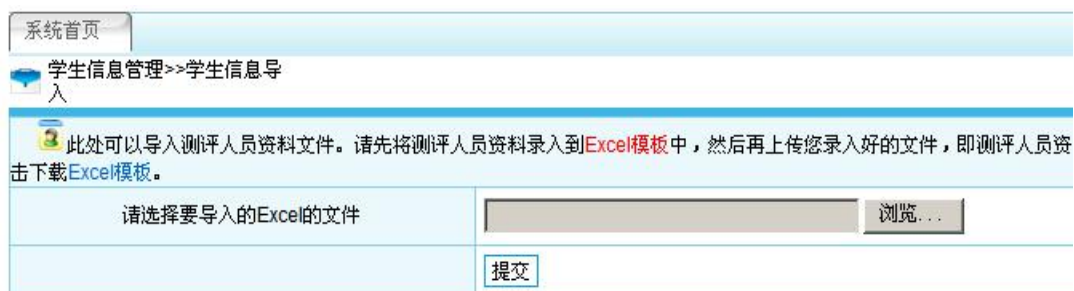 系统首页
学生信息管理>>学生信息导
入
此处可以导入测评人员资料文件。请先将测评人员资料录入到Excel模板中，然后再上传您录入好的文件，即测评人员资
击下载Excel模板。
请选择要导入的Excel的文件
浏览...
提交